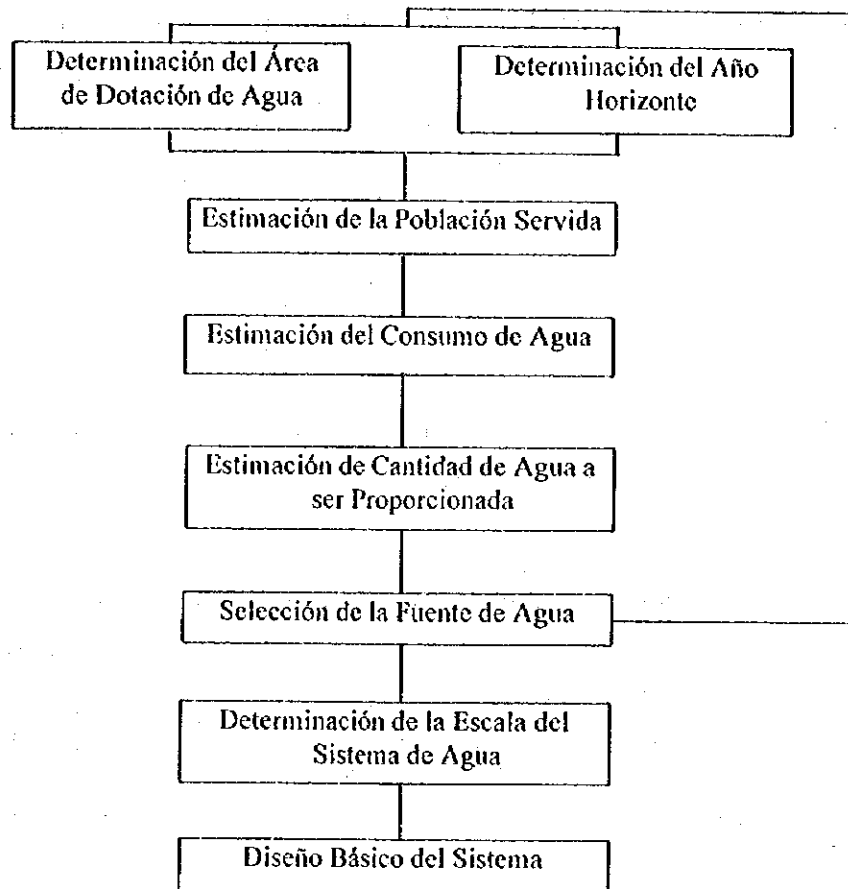 Determinación del Área
de Dotación de Agua
Determinación del Año
Horizonte
Estimación de la Población Servida
Estimación del Consumo de Agua
Estimación de Cantidad de Agua a
ser Proporcionada
Selección de la Fuente de Agua
Determinación de la Escala del
Sistema de Agua
Diseño Básico del Sistema